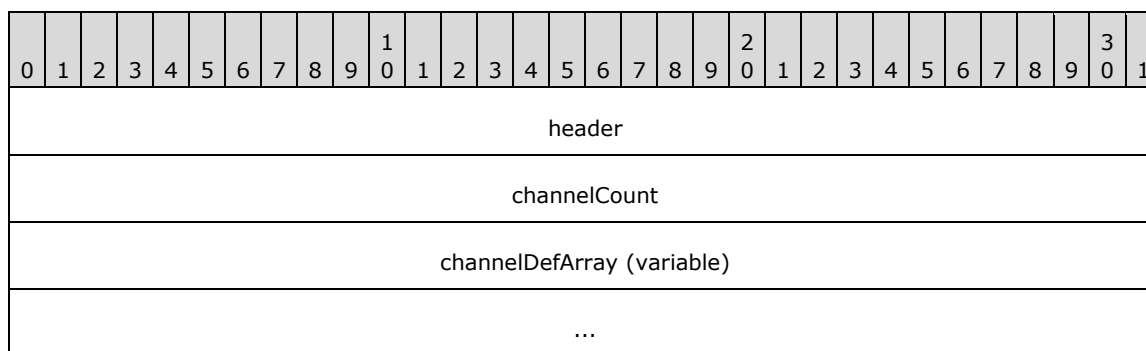 1 2 3
0 1 2 3 4 5 6 7 8 9 0 1 2 3 4 5 6 7 8 9 0 1 2 3 4 5 6 7 8 9 0 1
header
channelCount
channelDefArray (variable)
...